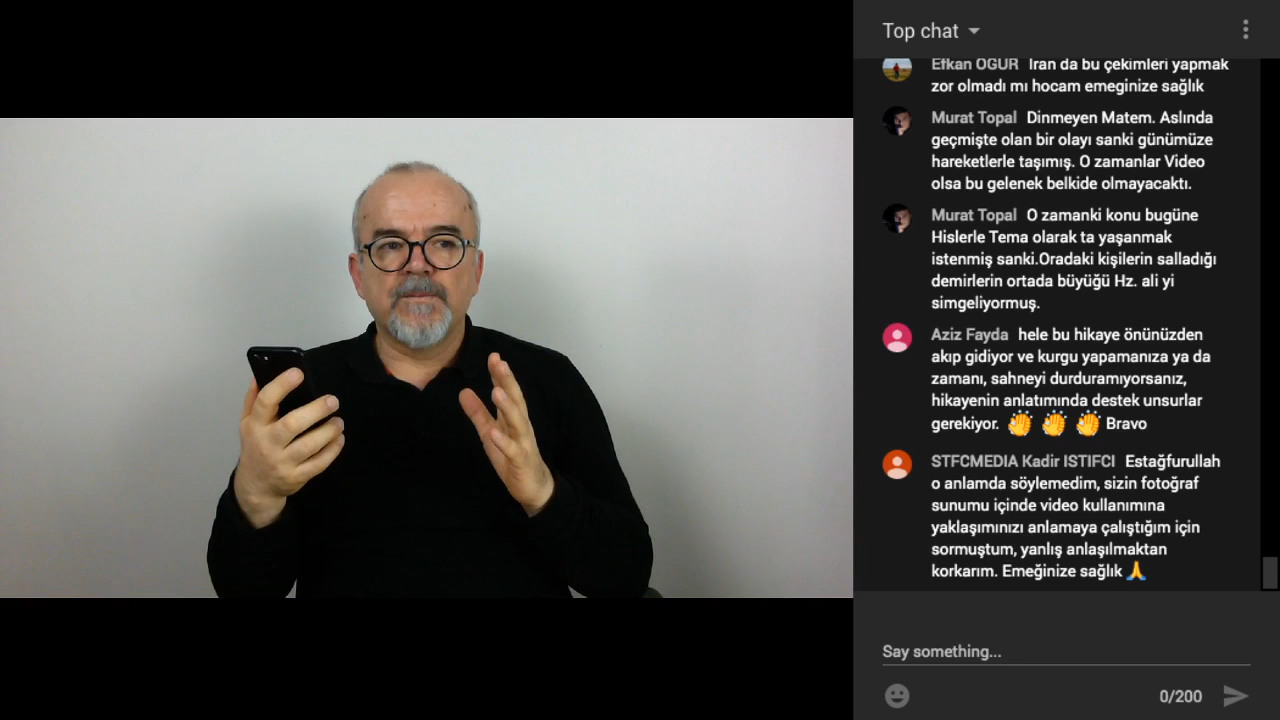 Top chat
Efkan OGUR İran da bu çekimleri yapmak
zor olmadı mı hocam emeginize sağlık
Murat Topal Dinmeyen Matem. Aslında
geçmişte olan bir olayı sanki günümüze
hareketlerle taşımış. O zamanlar Video
olsa bu gelenek belkide olmayacaktı.
Murat Topal O zamanki konu bugüne
Hislerle Tema olarak ta yaşanmak
istenmiş sanki.Oradaki kişilerin salladığı
demirlerin ortada büyüğü Hz. ali yi
simgeliyormuş.
Aziz Fayda hele bu hikaye önünüzden
akıp gidiyor ve kurgu yapamanıza ya da
zamanı, sahneyi durduramıyorsanız,
hikayenin anlatımında destek unsurlar
gerekiyor. 👏 👏 👏 Bravo
STFCMEDIA Kadir ISTIFCI Estağfurullah
o anlamda söylemedim, sizin fotoğraf
sunumu içinde video kullanımına
yaklaşımınızı anlamaya çalıştığım için
sormuştum, yanlış anlaşılmaktan
korkarım. Emeğinize sağlık 🙏
Say something...
0/200